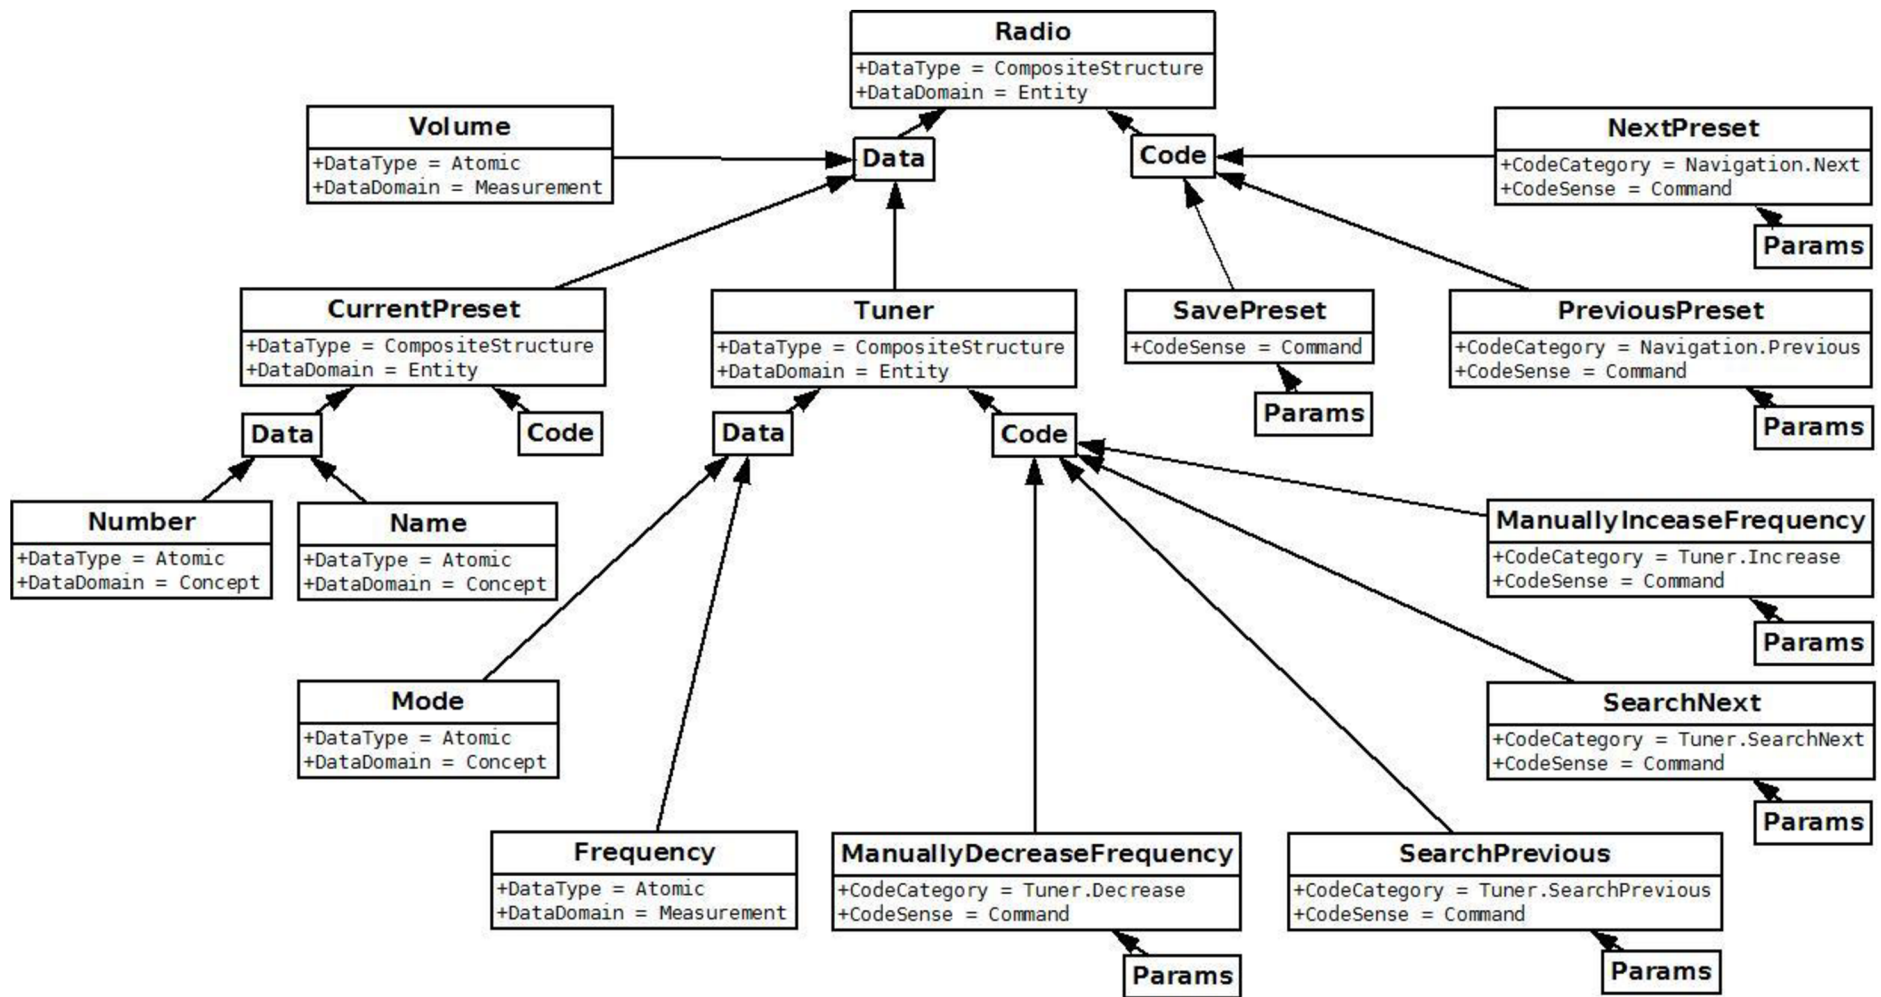 Radio
+DataType = CompositeStructure
+DataDomain = Entity
Volume
+DataType = Atomic
+DataDomain = Measurement
Data
Code
NextPreset
+CodeCategory = Navigation.Next
+CodeSense = Command
Params
CurrentPreset
+DataType = CompositeStructure
+DataDomain = Entity
Tuner
+DataType = CompositeStructure
+DataDomain = Entity
SavePreset
+CodeSense = Command
PreviousPreset
+CodeCategory = Navigation.Previous
+CodeSense = Command
Params
Params
Data
Code
Data
Code
Number
+DataType = Atomic
+DataDomain = Concept
Name
+DataType = Atomic
+DataDomain = Concept
ManuallyInceaseFrequency
+CodeCategory = Tuner.Increase
+CodeSense = Command
Params
Mode
+DataType = Atomic
+DataDomain = Concept
SearchNext
+CodeCategory = Tuner.SearchNext
+CodeSense = Command
Params
Frequency
+DataType = Atomic
+DataDomain = Measurement
ManuallyDecreaseFrequency
+CodeCategory = Tuner.Decrease
+CodeSense = Command
SearchPrevious
+CodeCategory = Tuner.SearchPrevious
+CodeSense = Command
Params
Params